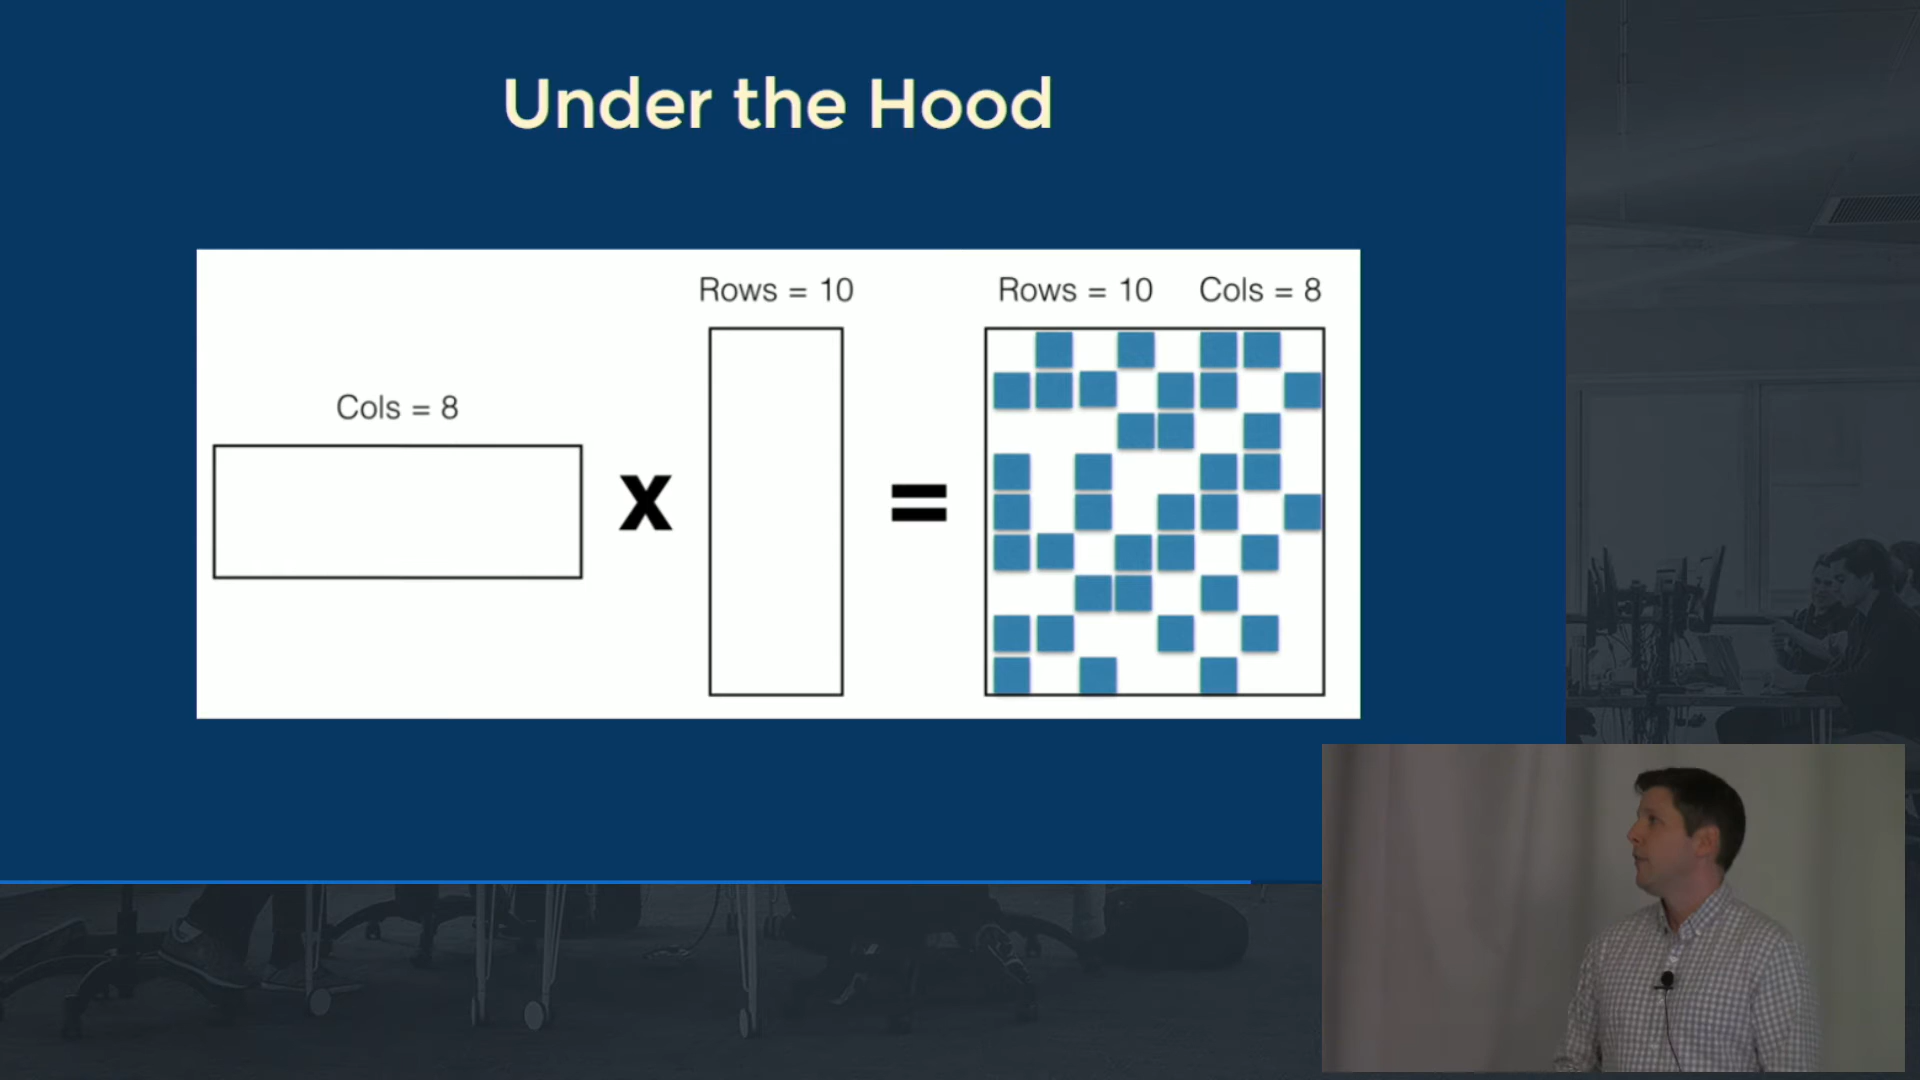 Under the Hood
Rows = 10
Rows = 10
Cols = 8
Cols = 8
X
=